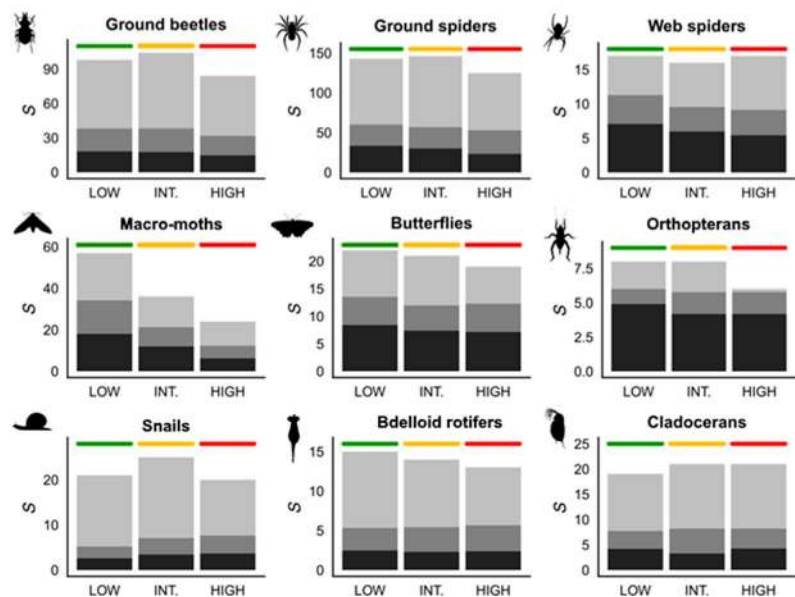 Ground beetles
S
90
60
30
0
LOW INT. HIGH
Ground spiders
S
150
100
50
0
LOW INT. HIGH
Web spiders
S
15
10
5
0
LOW INT. HIGH
Macro-moths
S
60
40
20
0
LOW INT. HIGH
Butterflies
S
20
15
10
5
0
LOW INT. HIGH
Orthopterans
S
7.5
5.0
2.5
0.0
LOW INT. HIGH
Snails
S
20
10
0
LOW INT. HIGH
Bdelloid rotifers
S
15
10
5
0
LOW INT. HIGH
Cladocerans
S
25
20
15
10
5
0
LOW INT. HIGH